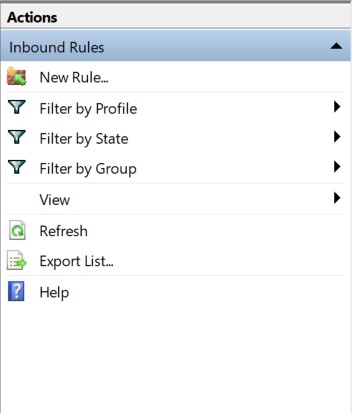 Actions
Inbound Rules
New Rule...
Filter by Profile
Filter by State
Filter by Group
View
Refresh
Export List...
Help